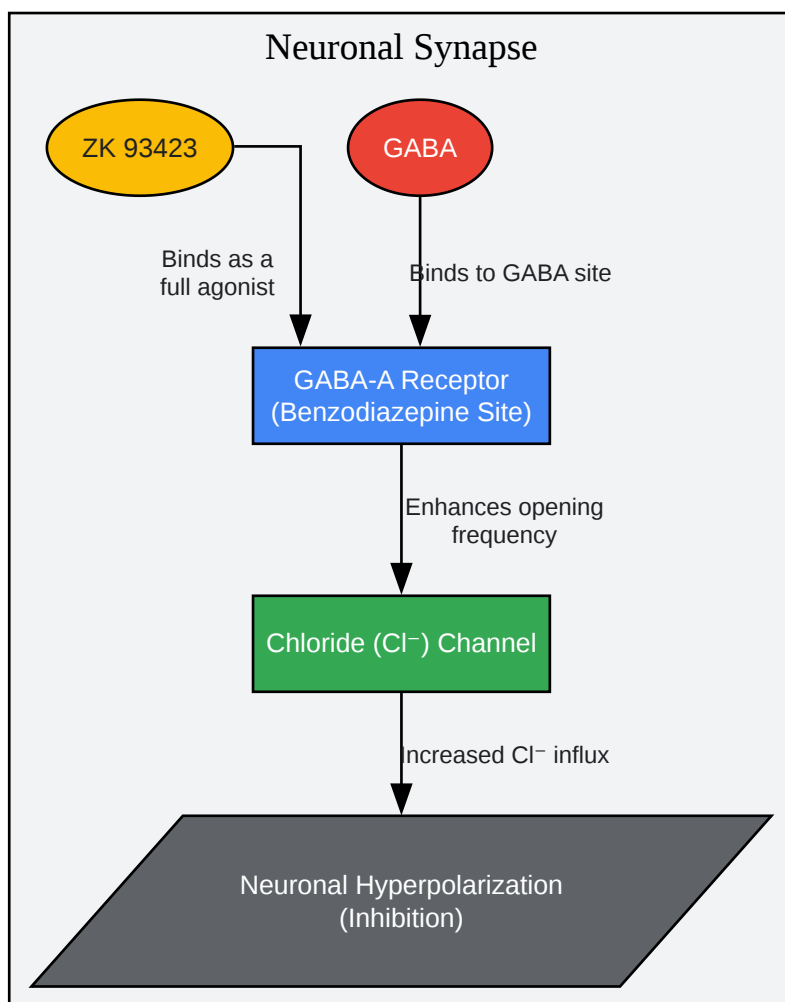 Neuronal Synapse
ZK 93423
GABA
Binds as a
full agonist
Binds to GABA site
GABA-A Receptor
(Benzodiazepine Site)
Enhances opening
frequency
Chloride (Cl⁻) Channel
Increased Cl⁻ influx
Neuronal Hyperpolarization
(Inhibition)